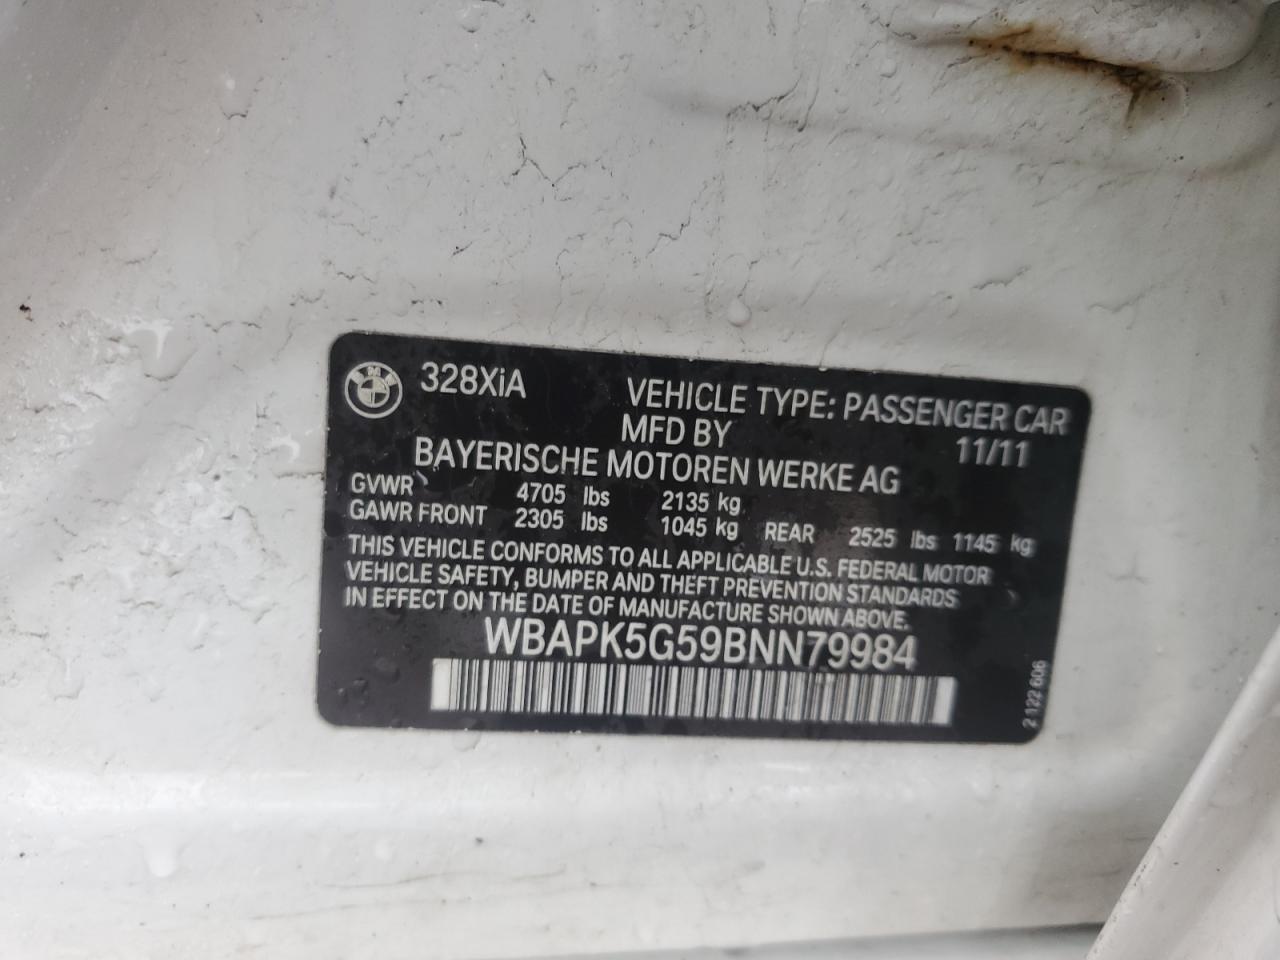 328XiA VEHICLE TYPE: PASSENGER CAR
MFD BY 11/11
BAYERISCHE MOTOREN WERKE AG
GVWR 4705 lbs 2135 kg
GAWR FRONT 2305 lbs 1045 kg REAR 2525 lbs 1145 kg
THIS VEHICLE CONFORMS TO ALL APPLICABLE U.S. FEDERAL MOTOR
VEHICLE SAFETY, BUMPER AND THEFT PREVENTION STANDARDS
IN EFFECT ON THE DATE OF MANUFACTURE SHOWN ABOVE.
WBAPK5G59BNN79984
2 122 606